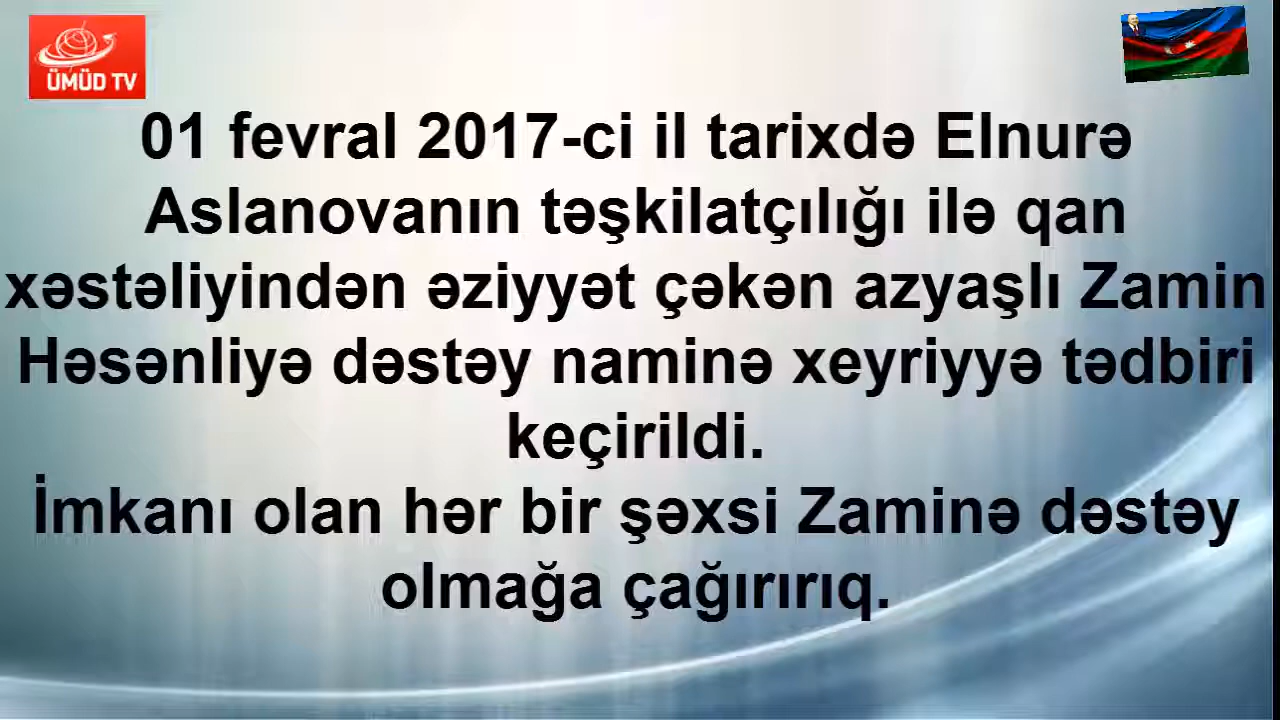 ÜMÜD TV
01 fevral 2017-ci il tarixdə Elnurə
Aslanovanın təşkilatçılığı ilə qan
xəstəliyindən əziyyət çəkən azyaşlı Zamin
Həsənliyə dəstəy naminə xeyriyyə tədbiri
keçirildi.
İmkanı olan hər bir şəxsi Zaminə dəstəy
olmağa çağırırıq.